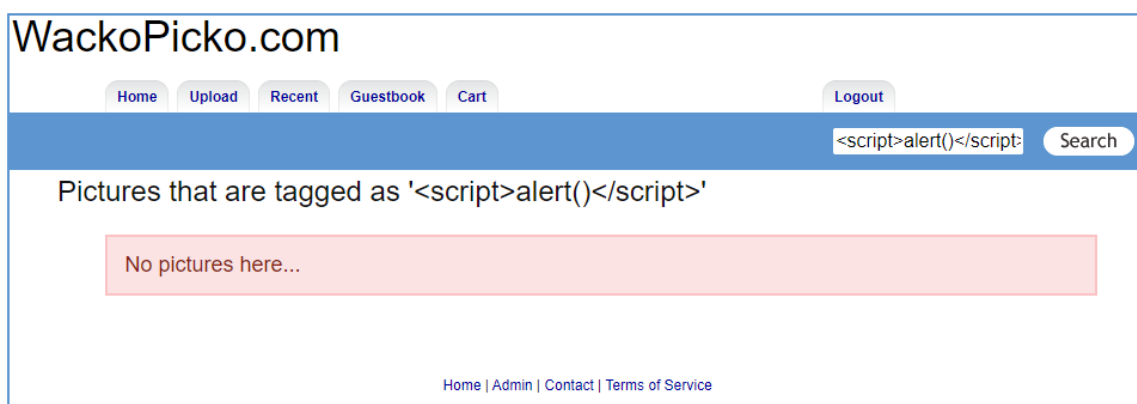 WackoPicko.com
Home Upload Recent Guestbook Cart Logout
<script>alert()</script> Search
Pictures that are tagged as '<script>alert()</script>'
No pictures here...
Home | Admin | Contact | Terms of Service